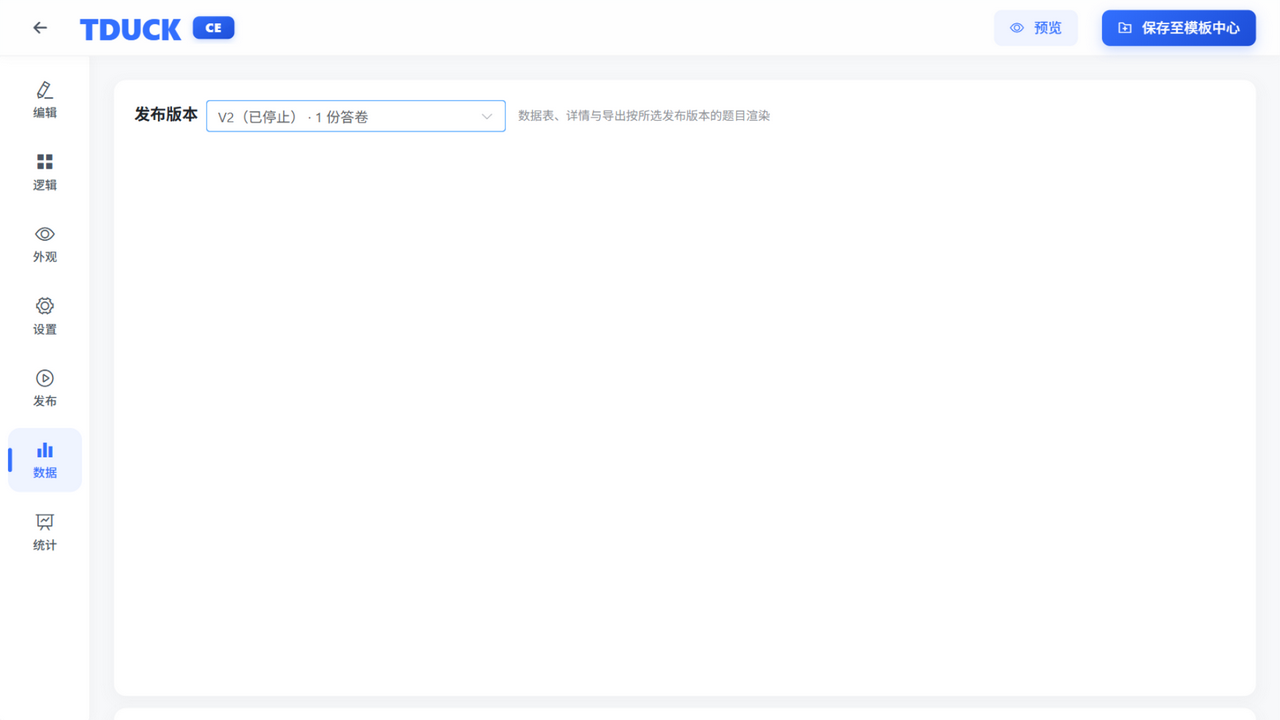 TDUCK CE
预览
保存至模板中心
编辑
逻辑
外观
设置
发布
数据
统计
发布版本 V2（已停止） · 1 份答卷 数据表、详情与导出按所选发布版本的题目渲染